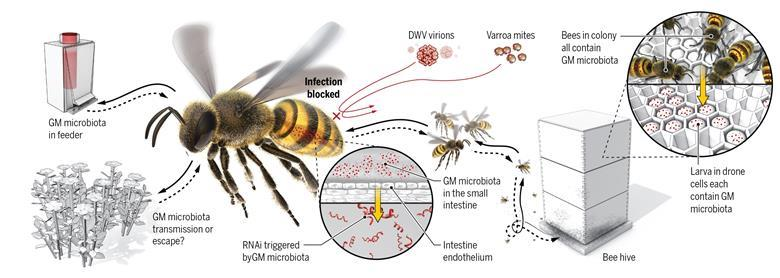 DWV virions
Varroa mites
Infection
blocked
Bees in colony
all contain
GM microbiota
GM microbiota
in feeder
GM microbiota
transmission or
escape?
RNAi triggered
byGM microbiota
GM microbiota
in the small
intestine
Intestine
endothelium
Larva in drone
cells each
contain GM
microbiota
Bee hive